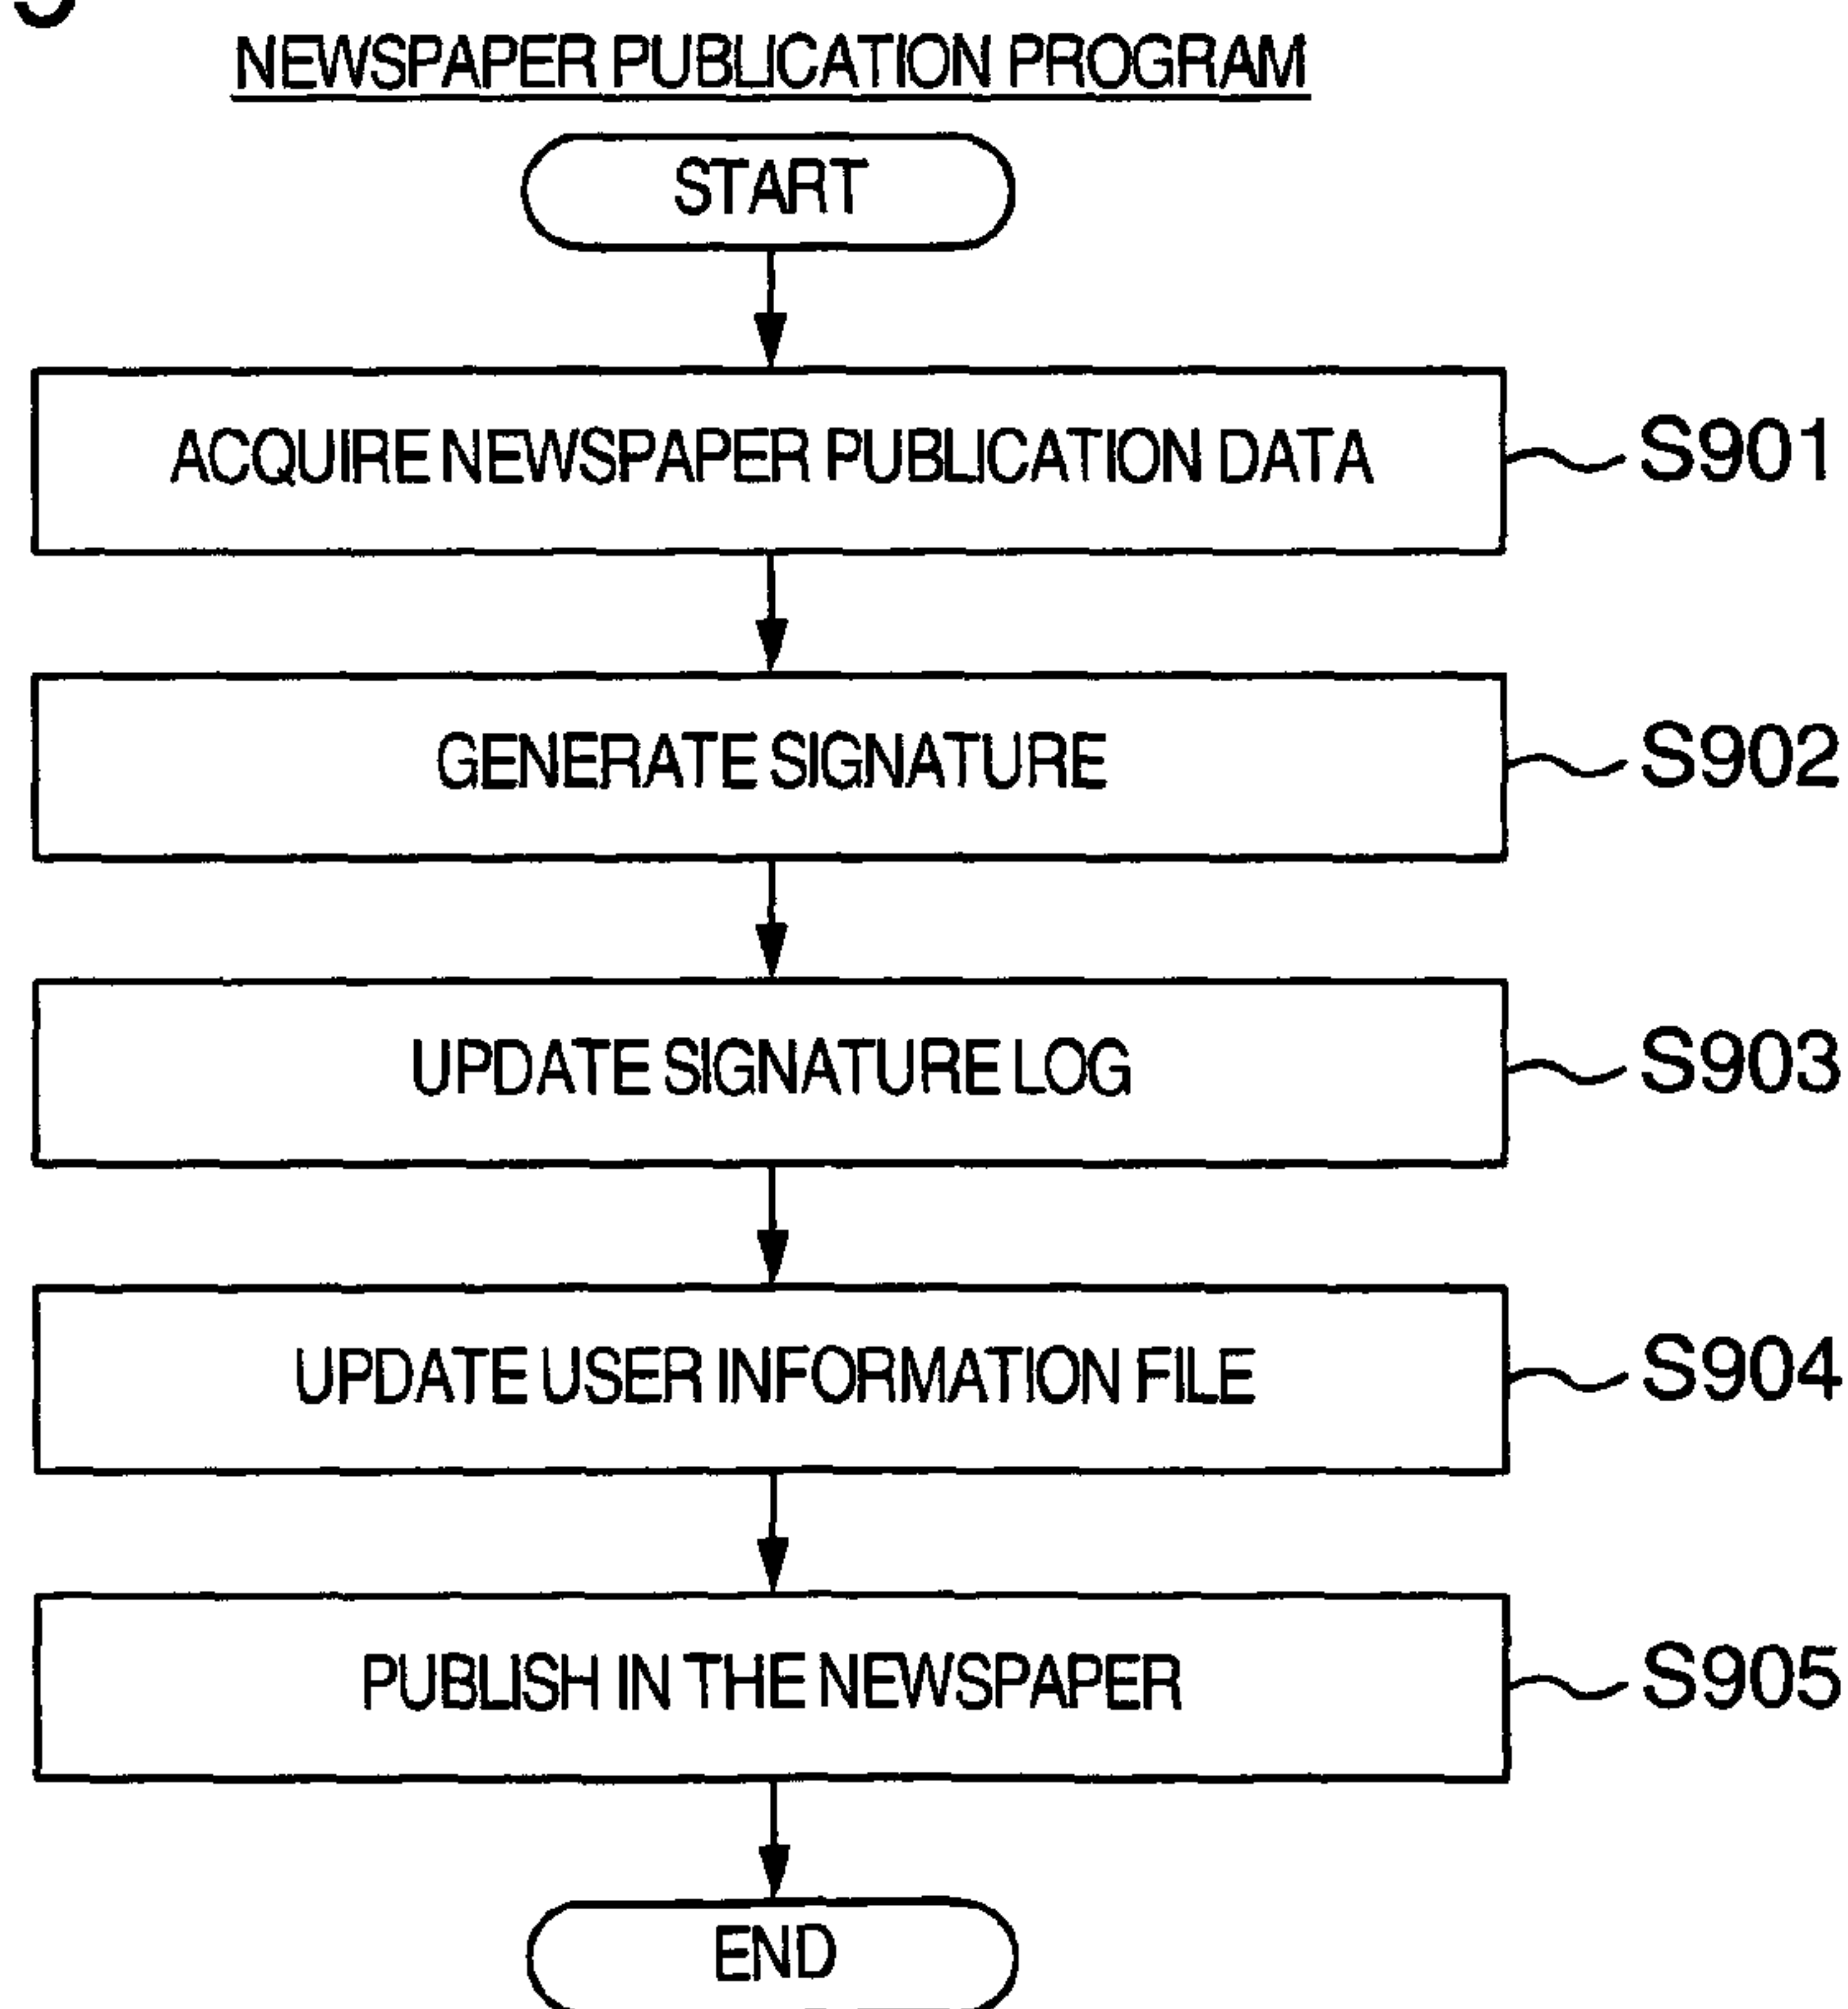 NEWSPAPER PUBLICATION PROGRAM
START
ACQUIRE NEWSPAPER PUBLICATION DATA
S901
GENERATE SIGNATURE
S902
UPDATE SIGNATURE LOG
S903
UPDATE USER INFORMATION FILE
S904
PUBLISH IN THE NEWSPAPER
S905
END